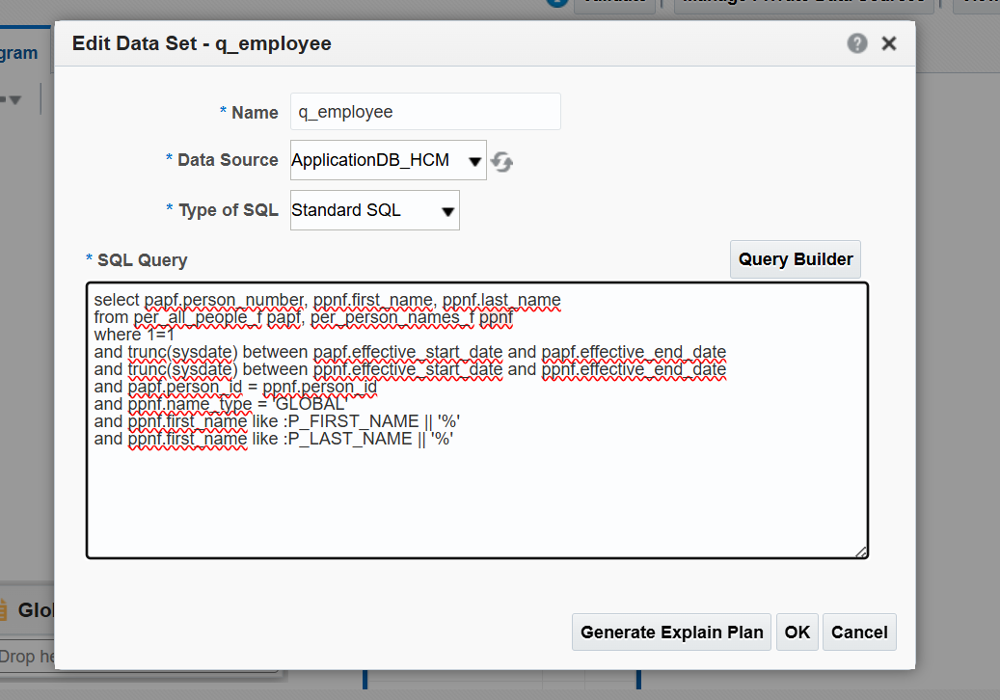 Edit Data Set - q_employee
gram
* Name
q_employee
* Data Source
ApplicationDB_HCM
* Type of SQL
Standard SQL
* SQL Query
Query Builder
select papf.person_number, ppnf.first_name, ppnf.last_name
from per_all_people_f papf, per_person_names_f ppnf
where 1=1
and trunc(sysdate) between papf.effective_start_date and papf.effective_end_date
and trunc(sysdate) between ppnf.effective_start_date and ppnf.effective_end_date
and papf.person_id = ppnf.person_id
and ppnf.name_type = 'GLOBAL'
and ppnf.first_name like :P_FIRST_NAME || '%'
and ppnf.first_name like :P_LAST_NAME || '%'
Glo
Drop he
Generate Explain Plan
OK
Cancel